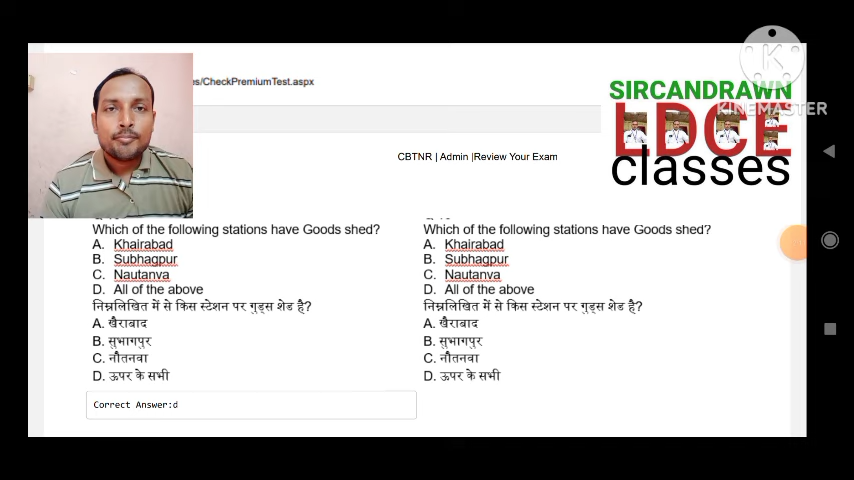 es/CheckPremiumTest.aspx
SIRCANDRAWN
KINEMASTER
LDCE
classes
CBTNR | Admin |Review Your Exam
Which of the following stations have Goods shed?
A. Khairabad
B. Subhagpur
C. Nautanva
D. All of the above
निम्नलिखित में से किस स्टेशन पर गुड्स शेड है?
A. खैराबाद
B. सुभागपुर
C. नौतनवा
D. ऊपर के सभी
Correct Answer:d
Which of the following stations have Goods shed?
A. Khairabad
B. Subhagpur
C. Nautanva
D. All of the above
निम्नलिखित में से किस स्टेशन पर गुड्स शेड है?
A. खैराबाद
B. सुभागपुर
C. नौतनवा
D. ऊपर के सभी